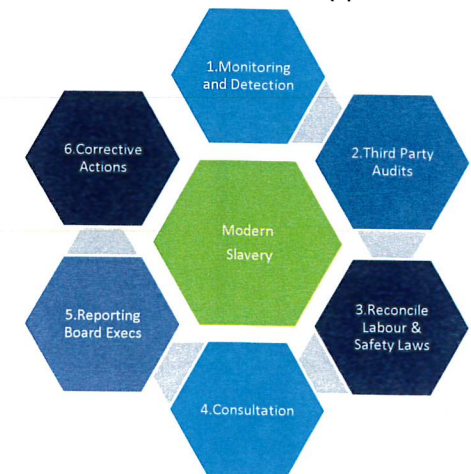 1.Monitoring
and Detection
2.Third Party
Audits
3.Reconcile
Labour &
Safety Laws
4.Consultation
5.Reporting
Board Execs
6.Corrective
Actions
Modern
Slavery